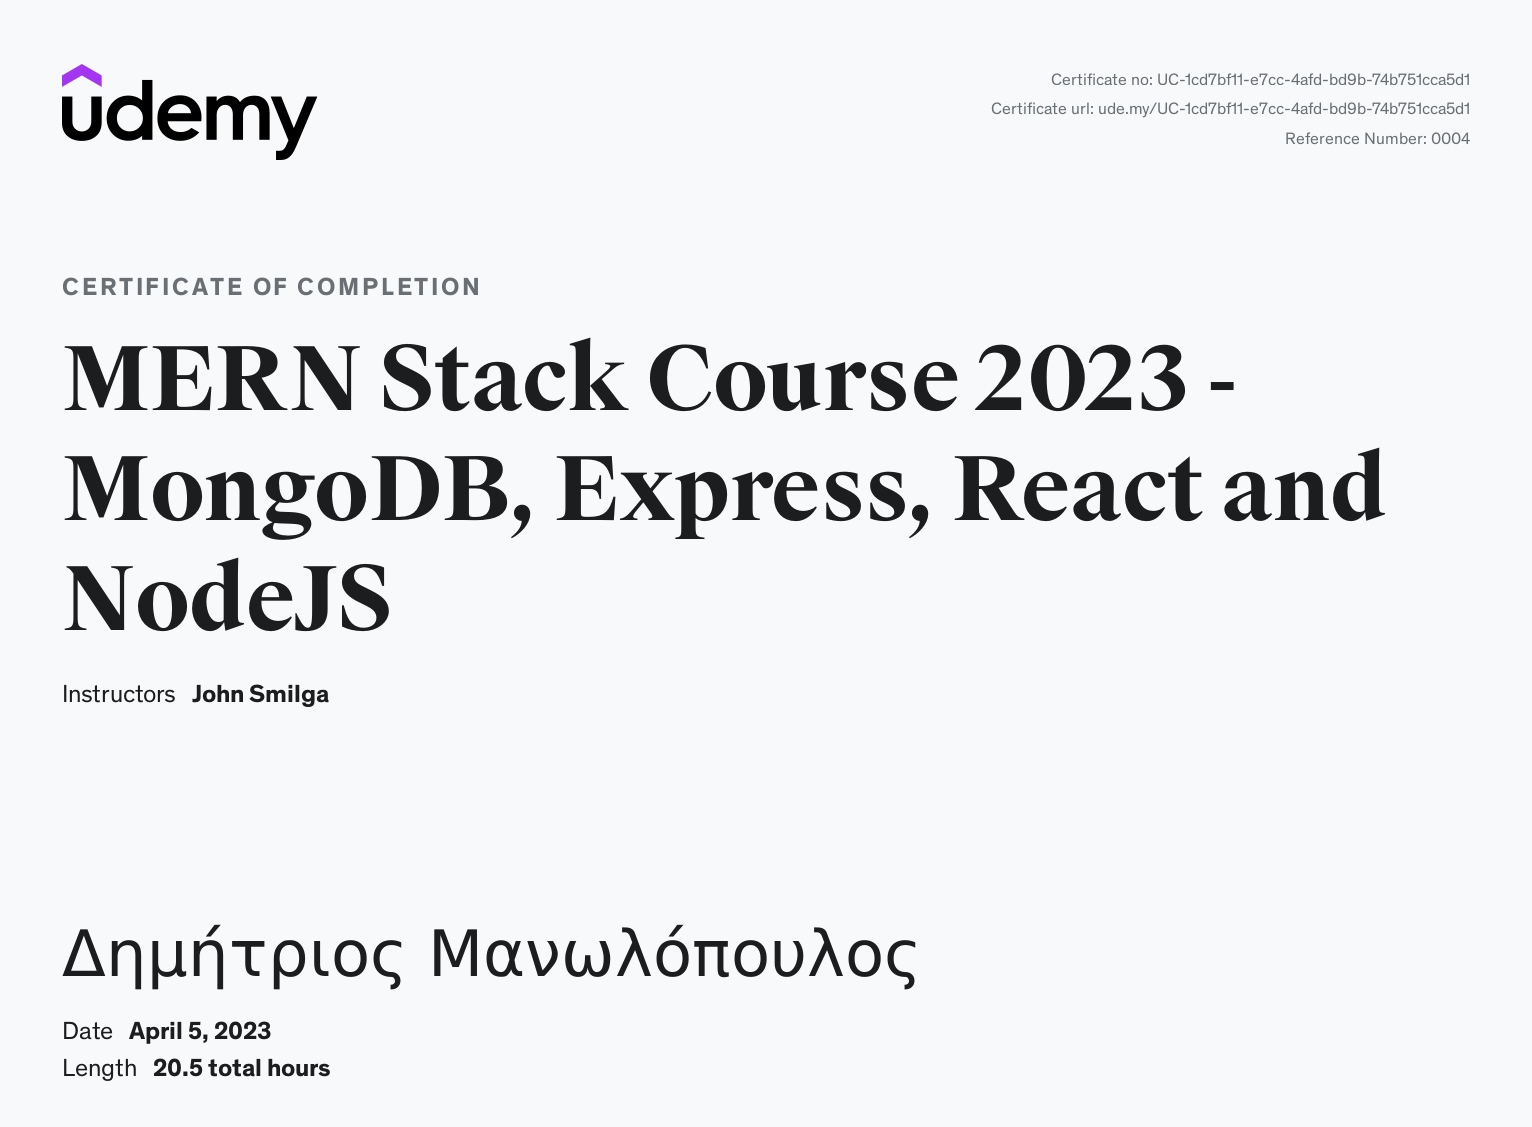 udemy
Certificate no: UC-1cd7bf11-e7cc-4afd-bd9b-74b751cca5d1
Certificate url: ude.my/UC-1cd7bf11-e7cc-4afd-bd9b-74b751cca5d1
Reference Number: 0004
CERTIFICATE OF COMPLETION
MERN Stack Course 2023 -
MongoDB, Express, React and
NodeJS
Instructors John Smilga
Δημήτριος Μανωλόπουλος
Date April 5, 2023
Length 20.5 total hours